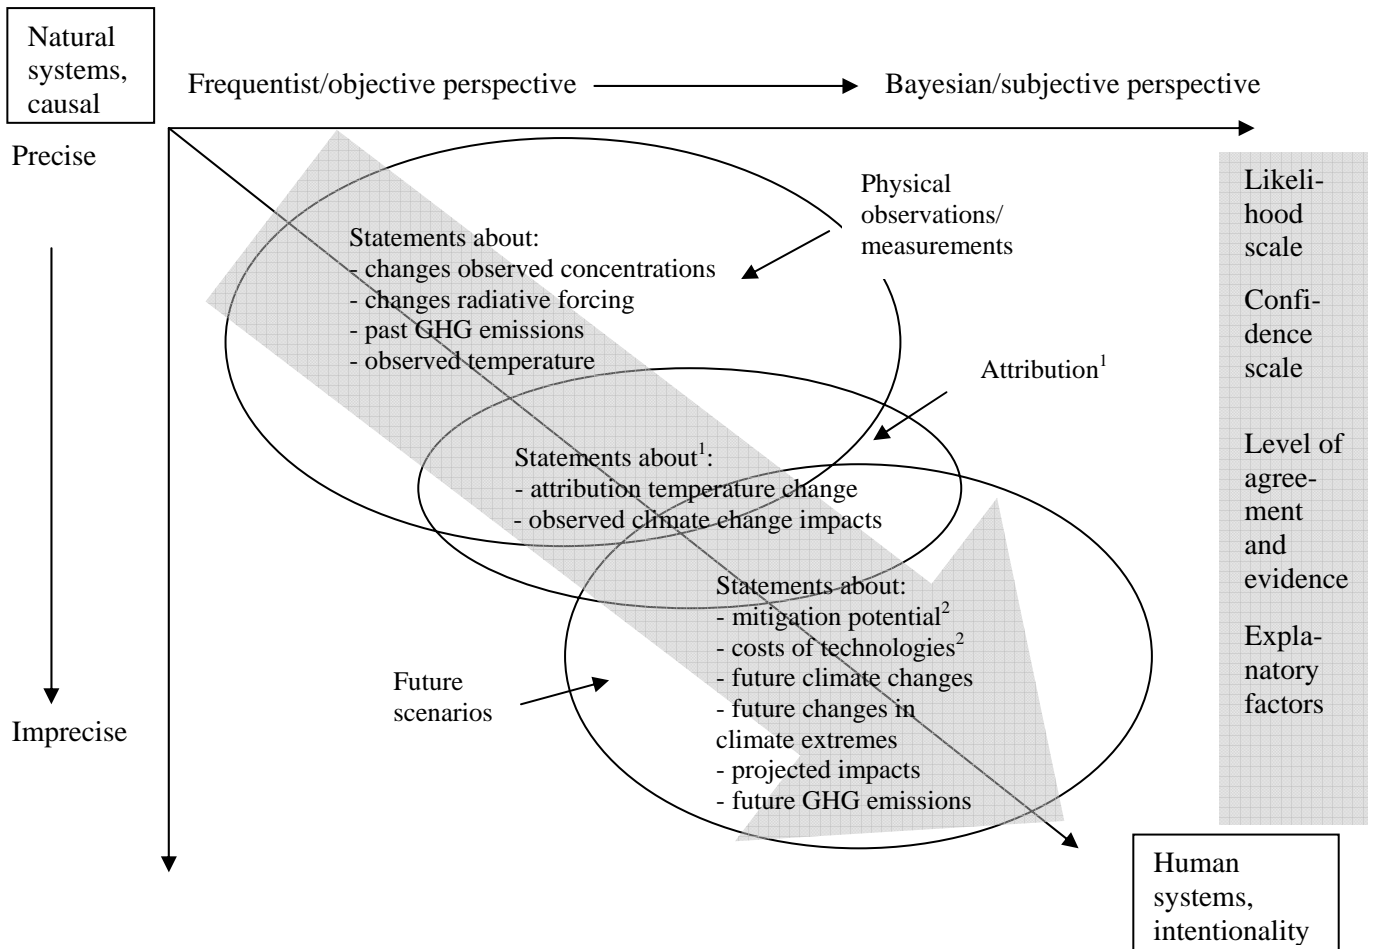 Natural
systems,
causal
Frequentist/objective perspective
Bayesian/subjective perspective
Precise
Imprecise
Physical
observations/
measurements
Statements about:
- changes observed concentrations
- changes radiative forcing
- past GHG emissions
- observed temperature
Attribution¹
Statements about¹:
- attribution temperature change
- observed climate change impacts
Future
scenarios
Statements about:
- mitigation potential²
- costs of technologies²
- future climate changes
- future changes in
climate extremes
- projected impacts
- future GHG emissions
Likeli-
hood
scale
Confi-
dence
scale
Level of
agree-
ment
and
evidence
Expla-
natory
factors
Human
systems,
intentionality